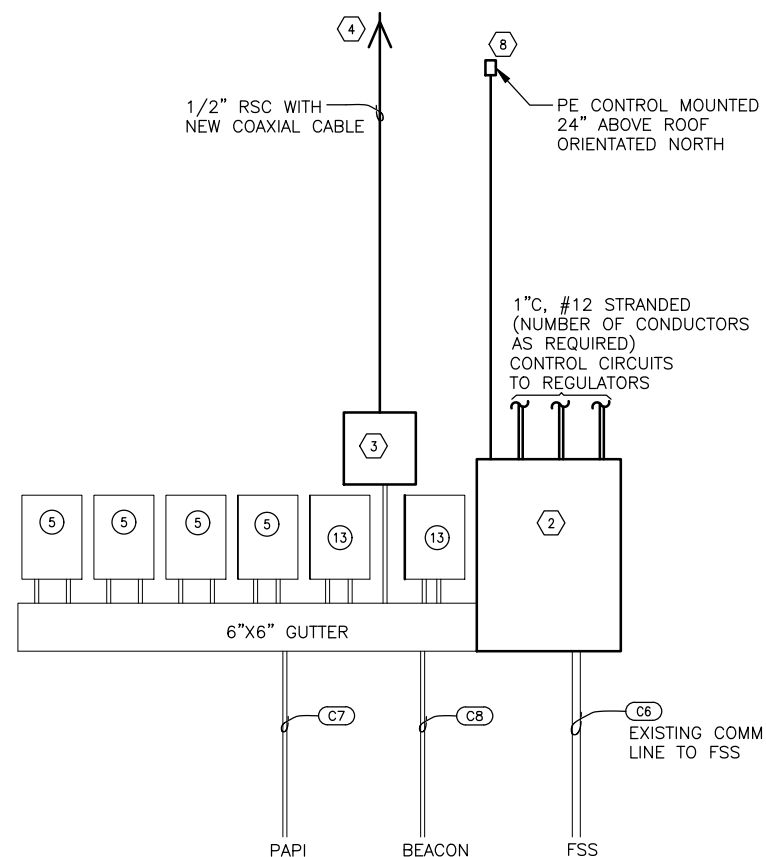 4
8
1/2" RSC WITH
NEW COAXIAL CABLE
PE CONTROL MOUNTED
24" ABOVE ROOF
ORIENTATED NORTH
1"C, #12 STRANDED
(NUMBER OF CONDUCTORS
AS REQUIRED)
CONTROL CIRCUITS
TO REGULATORS
3
5
5
5
5
13
13
2
6"X6" GUTTER
C7
C8
C6
EXISTING COMM
LINE TO FSS
PAPI
BEACON
FSS